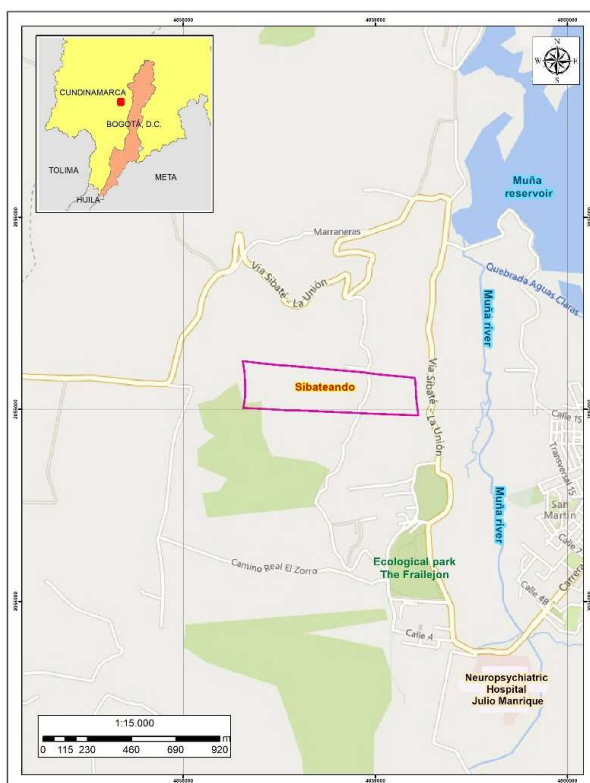 4058000
4059000
4060000
N
W
E
S
CUNDINAMARCA
BOGOTÁ, D.C.
TOLIMA
META
HUILA
Muña
reservoir
Marraneras
Vía Sibaté - La Unión
Quebrada Aguas Claras
Muña river
Sibateando
Vía Sibaté - La Unión
Calle 15
Transversal 15
Muña river
San
Martín
Calle 7
Ecological park
The Frailejon
Camino Real El Zorro
Calle 4B
Carrera
Calle 4
Neuropsychiatric
Hospital
Julio Manrique
1:15.000
m
0 115 230 460 690 920